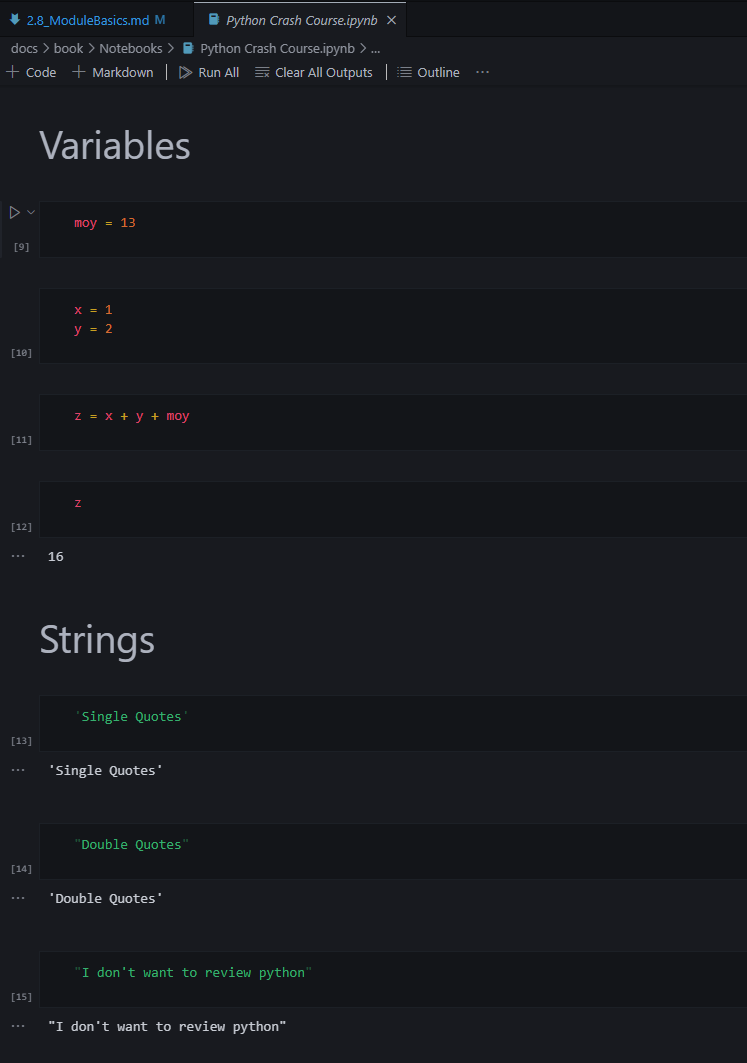 2.8_ModuleBasics.md M
Python Crash Course.ipynb
docs > book > Notebooks > Python Crash Course.ipynb > ...
Code Markdown Run All Clear All Outputs Outline ...
Variables
moy = 13
[9]
x = 1
y = 2
[10]
z = x + y + moy
[11]
z
[12]
16
Strings
'Single Quotes'
[13]
'Single Quotes'
"Double Quotes"
[14]
'Double Quotes'
"I don't want to review python"
[15]
"I don't want to review python"